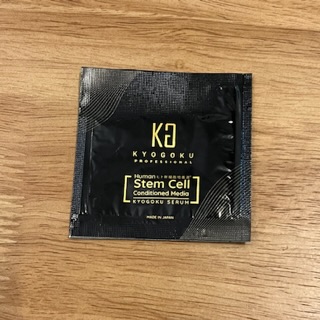 KG
KYOGOKU
PROFESSIONAL
Human
Stem Cell
Conditioned Media
KYOGOKU SERUM
MADE IN JAPAN